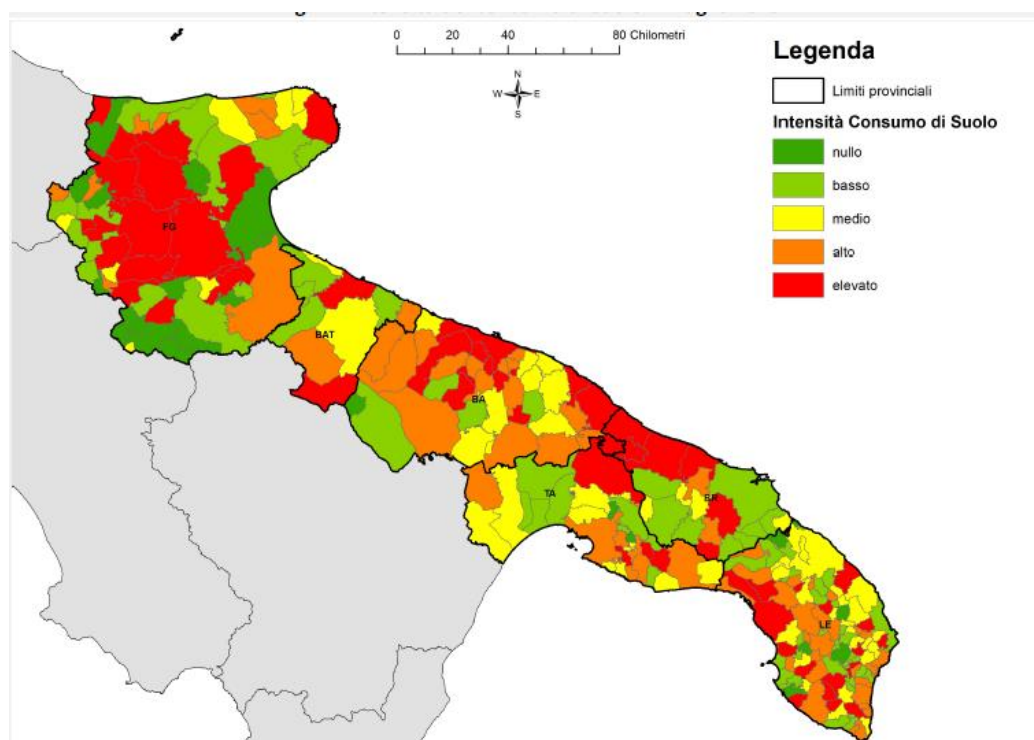 0 20 40 80 Chilometri
N
W E
S
Legenda
Limiti provinciali
Intensità Consumo di Suolo
nullo
basso
medio
alto
elevato
FG
BAT
BA
TA
BR
LE